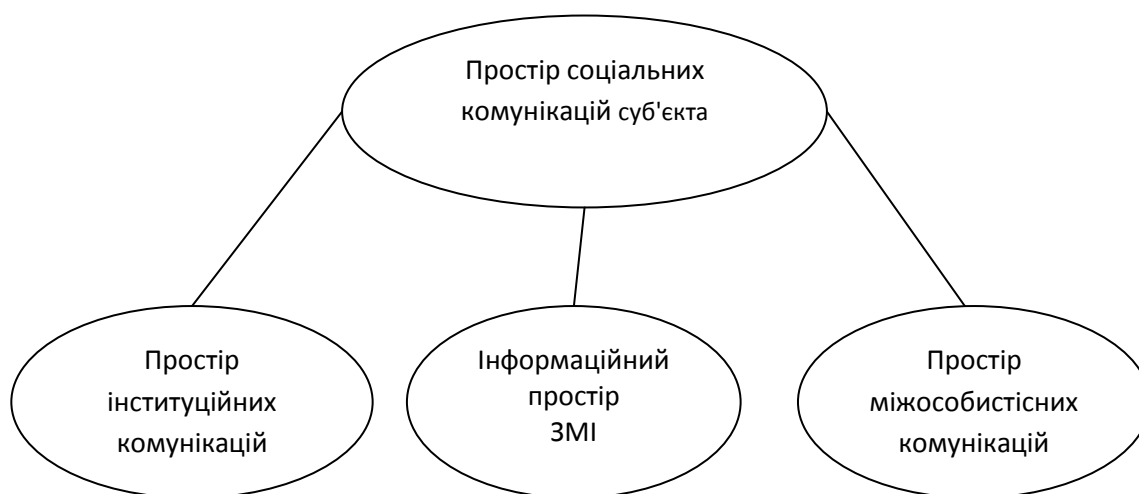 Простір соціальних
комунікацій суб'єкта
Простір
інституційних
комунікацій
Інформаційний
простір
ЗМІ
Простір
міжособистісних
комунікацій